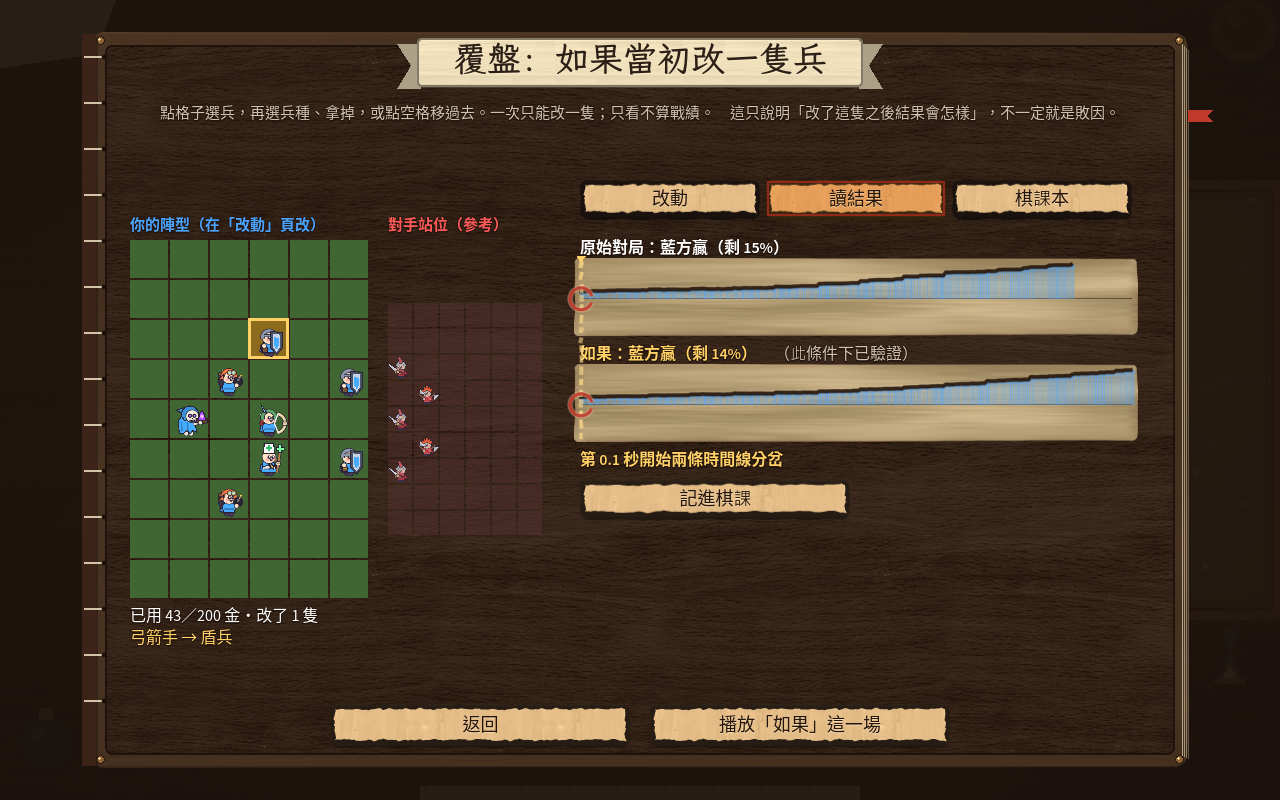 覆盤：如果當初改一隻兵
點格子選兵，再選兵種、拿掉，或點空格移過去。一次只能改一隻；只看不算戰績。 這只說明「改了這隻之後結果會怎樣」，不一定就是敗因。
改動
讀結果
棋課本
你的陣型（在「改動」頁改）
對手站位（參考）
原始對局：藍方贏（剩 15%）
如果：藍方贏（剩 14%） （此條件下已驗證）
第 0.1 秒開始兩條時間線分岔
記進棋課
已用 43／200 金・改了 1 隻
弓箭手 → 盾兵
返回
播放「如果」這一場